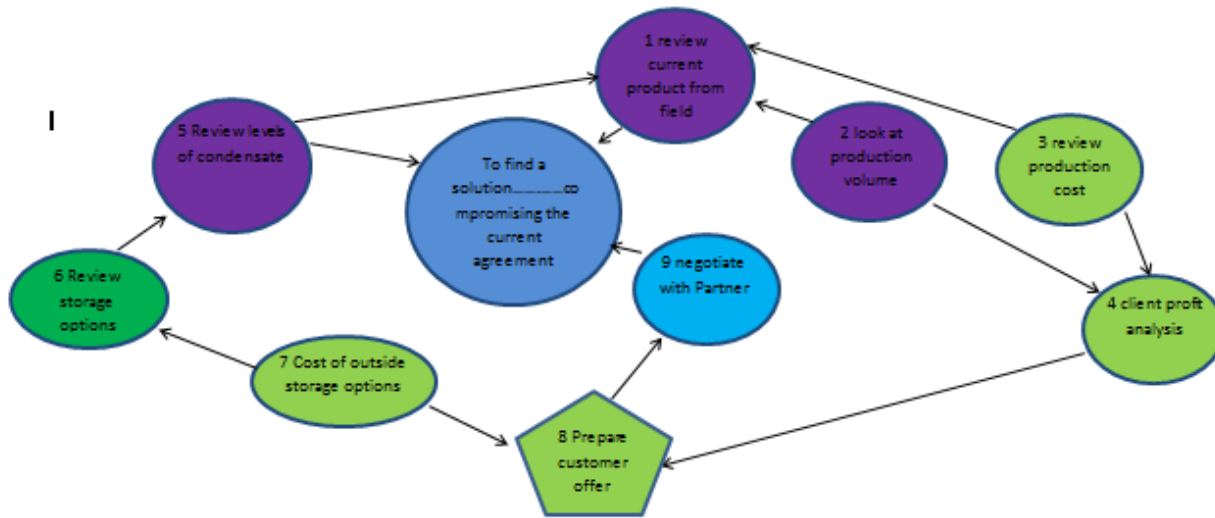 I
1 review
current
product from
field
2 look at
production
volume
3 review
production
cost
5 Review levels
of condensate
To find a
solution..............co
mpromising the
current
agreement
9 negotiate
with Partner
6 Review
storage
options
4 client proft
analysis
7 Cost of outside
storage options
8 Prepare
customer
offer